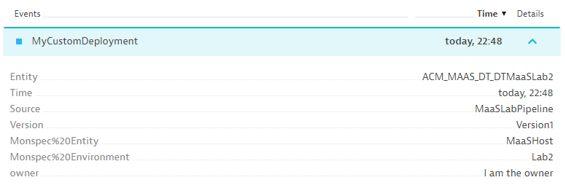 Events Time ▼ Details
MyCustomDeployment today, 22:48
Entity ACM_MAAS_DT_DTMaaSLab2
Time today, 22:48
Source MaaSLabPipeline
Version Version1
Monspec%20Entity MaaSHost
Monspec%20Environment Lab2
owner I am the owner